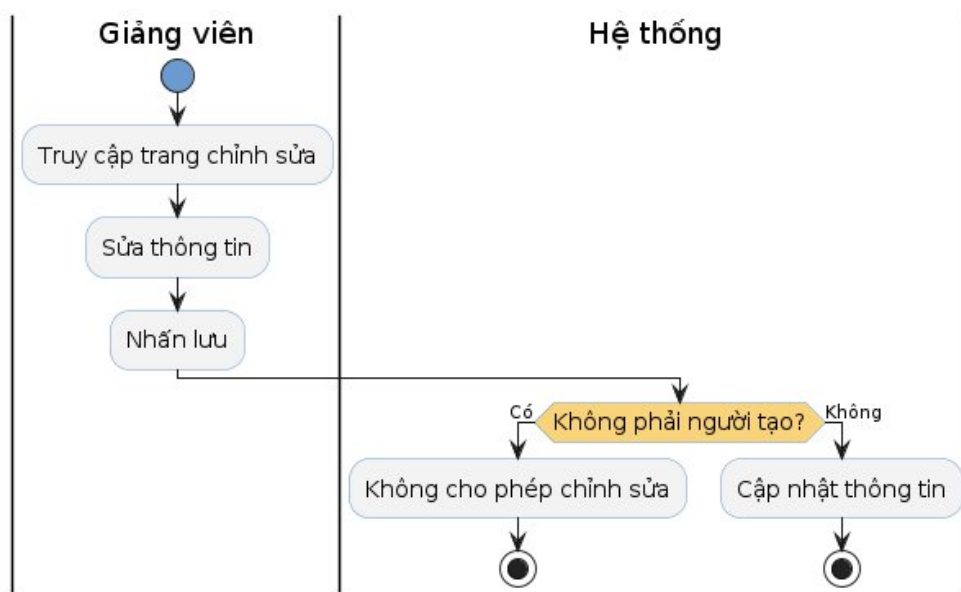 Giảng viên
Hệ thống
Truy cập trang chỉnh sửa
Sửa thông tin
Nhấn lưu
Có
Không phải người tạo?
Không
Không cho phép chỉnh sửa
Cập nhật thông tin